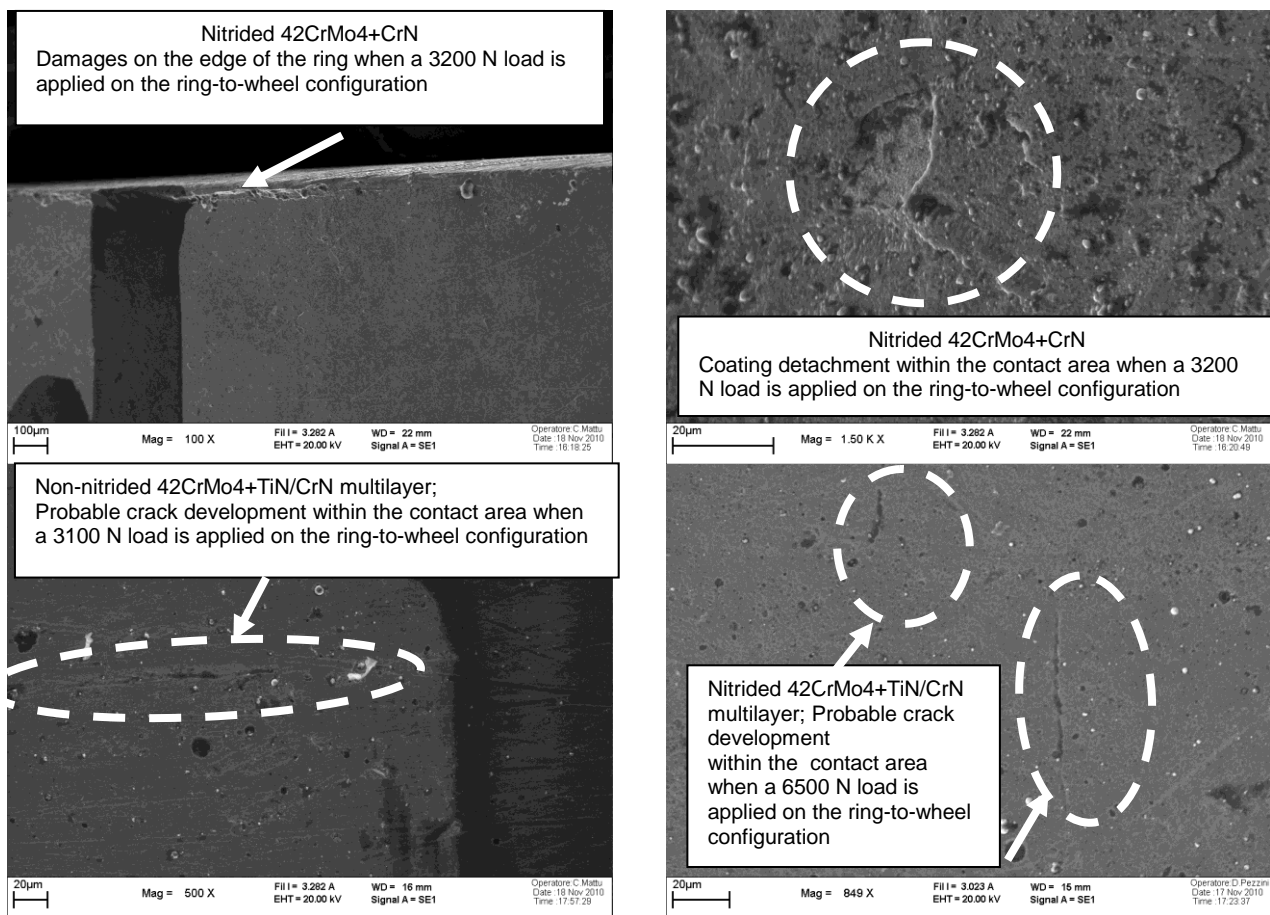 Nitrided 42CrMo4+CrN
Damages on the edge of the ring when a 3200 N load is
applied on the ring-to-wheel configuration
100µm
Mag = 100 X
Fil I = 3.282 A
EHT = 20.00 kV
WD = 22 mm
Signal A = SE1
Operatore:C.Mattu
Date :18 Nov 2010
Time :16:18:25
Nitrided 42CrMo4+CrN
Coating detachment within the contact area when a 3200
N load is applied on the ring-to-wheel configuration
20µm
Mag = 1.50 K X
Fil I = 3.282 A
EHT = 20.00 kV
WD = 22 mm
Signal A = SE1
Operatore:C.Mattu
Date :18 Nov 2010
Time :16:20:49
Non-nitrided 42CrMo4+TiN/CrN multilayer;
Probable crack development within the contact area when
a 3100 N load is applied on the ring-to-wheel configuration
20µm
Mag = 500 X
Fil I = 3.282 A
EHT = 20.00 kV
WD = 16 mm
Signal A = SE1
Operatore:C.Mattu
Date :18 Nov 2010
Time :17:57:29
Nitrided 42CrMo4+TiN/CrN
multilayer; Probable crack
development
within the contact area
when a 6500 N load is
applied on the ring-to-wheel
configuration
20µm
Mag = 849 X
Fil I = 3.023 A
EHT = 20.00 kV
WD = 15 mm
Signal A = SE1
Operatore:D.Pezzini
Date :17 Nov 2010
Time :17:23:37